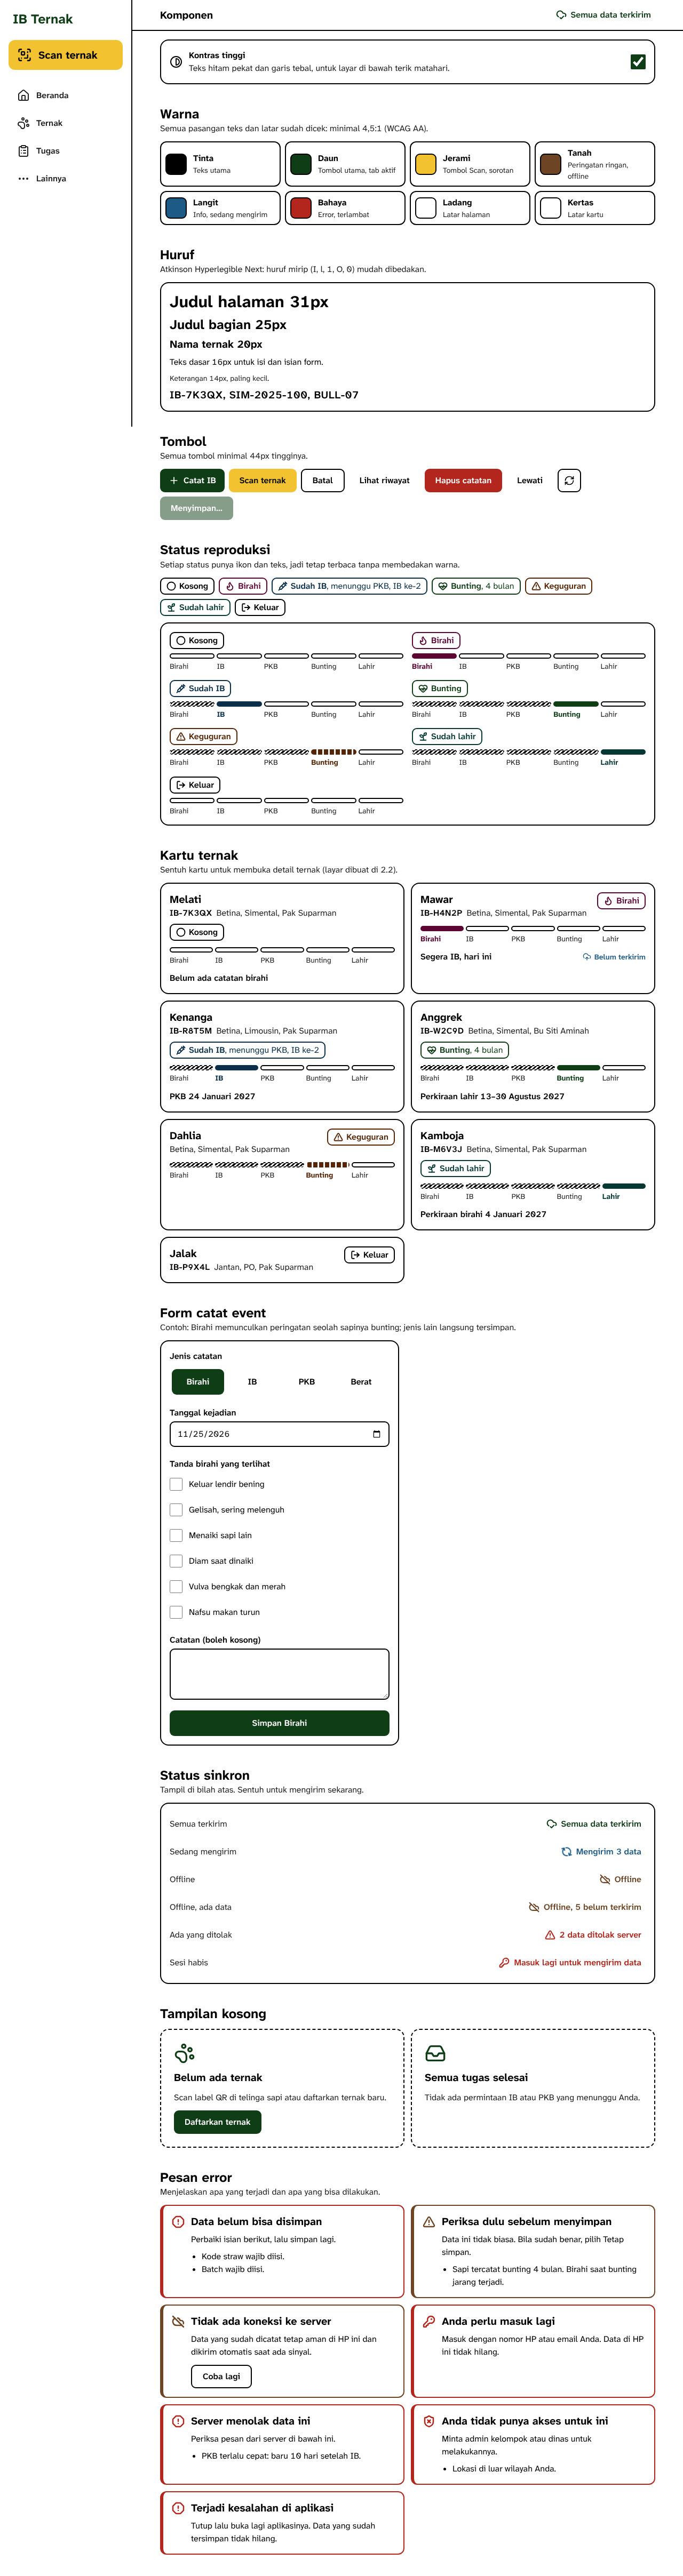 IB Ternak
Scan ternak
Beranda
Ternak
Tugas
Lainnya
Komponen
Semua data terkirim
Kontras tinggi
Teks hitam pekat dan garis tebal, untuk layar di bawah terik matahari.
Warna
Semua pasangan teks dan latar sudah dicek: minimal 4,5:1 (WCAG AA).
Tinta
Teks utama
Daun
Tombol utama, tab aktif
Jerami
Tombol Scan, sorotan
Tanah
Peringatan ringan,
offline
Langit
Info, sedang mengirim
Bahaya
Error, terlambat
Ladang
Latar halaman
Kertas
Latar kartu
Huruf
Atkinson Hyperlegible Next: huruf mirip (I, l, 1, O, 0) mudah dibedakan.
Judul halaman 31px
Judul bagian 25px
Nama ternak 20px
Teks dasar 16px untuk isi dan isian form.
Keterangan 14px, paling kecil.
IB-7K3QX, SIM-2025-100, BULL-07
Tombol
Semua tombol minimal 44px tingginya.
Catat IB
Scan ternak
Batal
Lihat riwayat
Hapus catatan
Lewati
Menyimpan...
Status reproduksi
Setiap status punya ikon dan teks, jadi tetap terbaca tanpa membedakan warna.
Kosong
Birahi
Sudah IB, menunggu PKB, IB ke-2
Bunting, 4 bulan
Keguguran
Sudah lahir
Keluar
Kosong
Birahi IB PKB Bunting Lahir
Birahi
Birahi IB PKB Bunting Lahir
Sudah IB
Birahi IB PKB Bunting Lahir
Bunting
Birahi IB PKB Bunting Lahir
Keguguran
Birahi IB PKB Bunting Lahir
Sudah lahir
Birahi IB PKB Bunting Lahir
Keluar
Birahi IB PKB Bunting Lahir
Kartu ternak
Sentuh kartu untuk membuka detail ternak (layar dibuat di 2.2).
Melati
IB-7K3QX Betina, Simental, Pak Suparman
Kosong
Birahi IB PKB Bunting Lahir
Belum ada catatan birahi
Mawar
Birahi
IB-H4N2P Betina, Simental, Pak Suparman
Birahi IB PKB Bunting Lahir
Segera IB, hari ini
Belum terkirim
Kenanga
IB-R8T5M Betina, Limousin, Pak Suparman
Sudah IB, menunggu PKB, IB ke-2
Birahi IB PKB Bunting Lahir
PKB 24 Januari 2027
Anggrek
IB-W2C9D Betina, Simental, Bu Siti Aminah
Bunting, 4 bulan
Birahi IB PKB Bunting Lahir
Perkiraan lahir 13–30 Agustus 2027
Dahlia
Keguguran
Betina, Simental, Pak Suparman
Birahi IB PKB Bunting Lahir
Kamboja
IB-M6V3J Betina, Simental, Pak Suparman
Sudah lahir
Birahi IB PKB Bunting Lahir
Perkiraan birahi 4 Januari 2027
Jalak
Keluar
IB-P9X4L Jantan, PO, Pak Suparman
Form catat event
Contoh: Birahi memunculkan peringatan seolah sapinya bunting; jenis lain langsung tersimpan.
Jenis catatan
Birahi IB PKB Berat
Tanggal kejadian
11/25/2026
Tanda birahi yang terlihat
Keluar lendir bening
Gelisah, sering melenguh
Menaiki sapi lain
Diam saat dinaiki
Vulva bengkak dan merah
Nafsu makan turun
Catatan (boleh kosong)
Simpan Birahi
Status sinkron
Tampil di bilah atas. Sentuh untuk mengirim sekarang.
Semua terkirim
Semua data terkirim
Sedang mengirim
Mengirim 3 data
Offline
Offline
Offline, ada data
Offline, 5 belum terkirim
Ada yang ditolak
2 data ditolak server
Sesi habis
Masuk lagi untuk mengirim data
Tampilan kosong
Belum ada ternak
Scan label QR di telinga sapi atau daftarkan ternak baru.
Daftarkan ternak
Semua tugas selesai
Tidak ada permintaan IB atau PKB yang menunggu Anda.
Pesan error
Menjelaskan apa yang terjadi dan apa yang bisa dilakukan.
Data belum bisa disimpan
Perbaiki isian berikut, lalu simpan lagi.
• Kode straw wajib diisi.
• Batch wajib diisi.
Periksa dulu sebelum menyimpan
Data ini tidak biasa. Bila sudah benar, pilih Tetap
simpan.
• Sapi tercatat bunting 4 bulan. Birahi saat bunting
jarang terjadi.
Tidak ada koneksi ke server
Data yang sudah dicatat tetap aman di HP ini dan
dikirim otomatis saat ada sinyal.
Coba lagi
Anda perlu masuk lagi
Masuk dengan nomor HP atau email Anda. Data di HP
ini tidak hilang.
Server menolak data ini
Periksa pesan dari server di bawah ini.
• PKB terlalu cepat: baru 10 hari setelah IB.
Anda tidak punya akses untuk ini
Minta admin kelompok atau dinas untuk
melakukannya.
• Lokasi di luar wilayah Anda.
Terjadi kesalahan di aplikasi
Tutup lalu buka lagi aplikasinya. Data yang sudah
tersimpan tidak hilang.